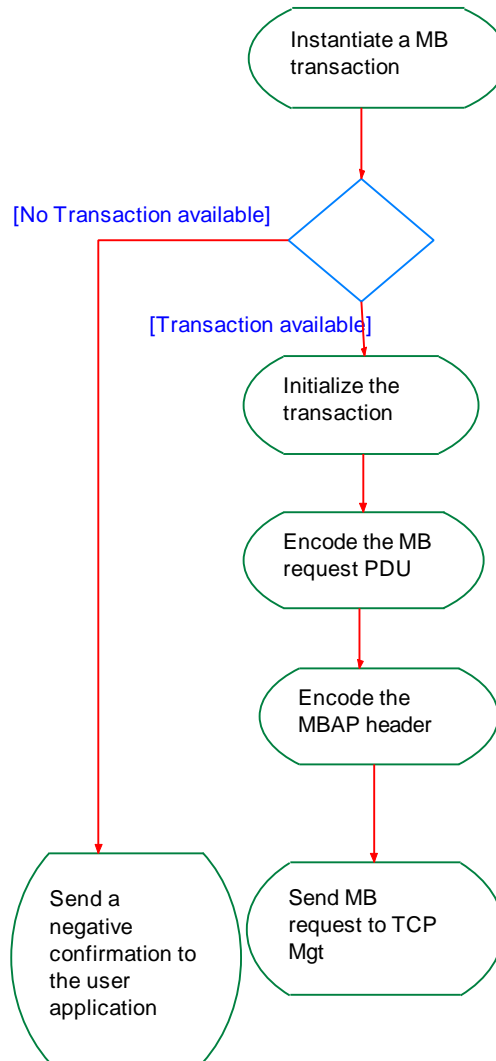 Instantiate a MB
transaction
[No Transaction available]
[Transaction available]
Initialize the
transaction
Encode the MB
request PDU
Encode the
MBAP header
Send a
negative
confirmation to
the user
application
Send MB
request to TCP
Mgt